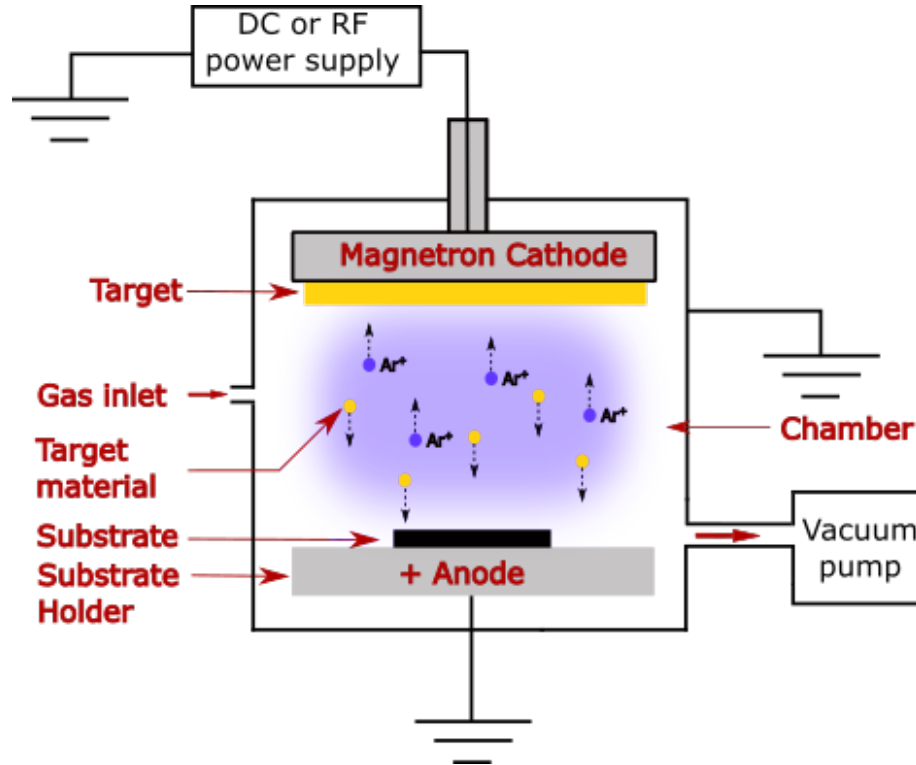 DC or RF
power supply
Magnetron Cathode
Target
Ar⁺
Ar⁺
Gas inlet
Ar⁺
Ar⁺
Chamber
Target
material
Substrate
Substrate
Holder
+ Anode
Vacuum
pump